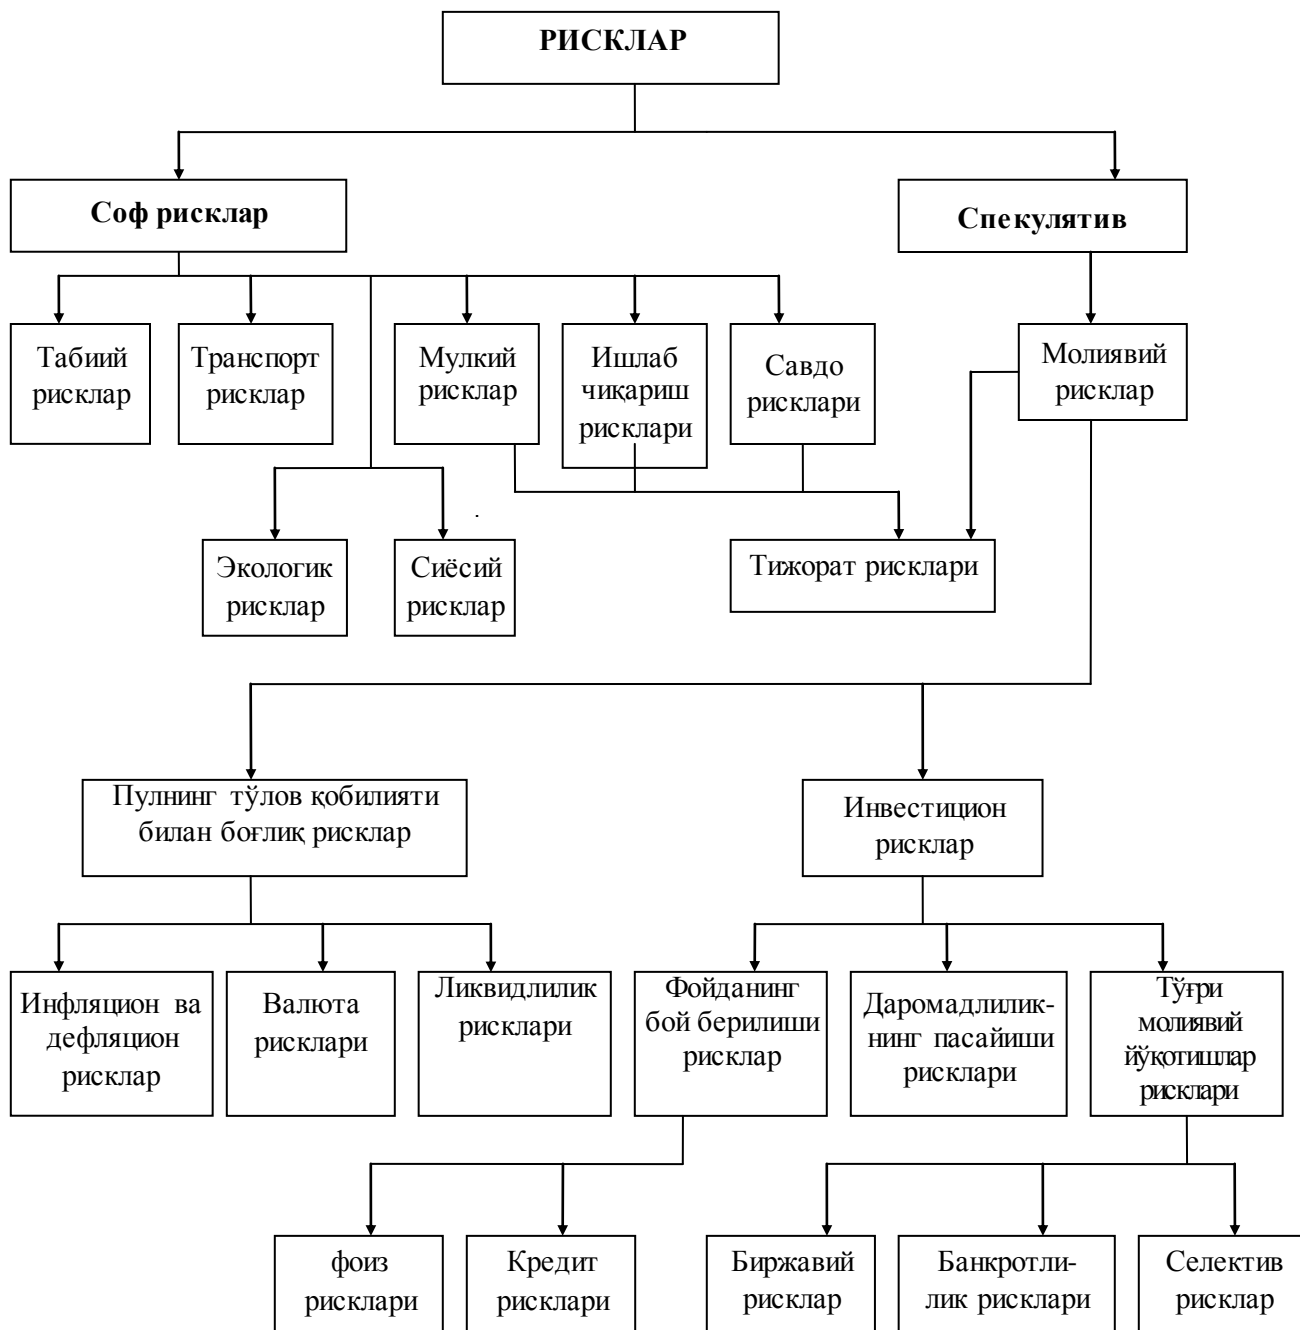 РИСКЛАР
Соф рисклар
Спекулятив
Табиий
рисклар
Транспорт
рисклар
Мулкий
рисклар
Ишлаб
чиқариш
рисклари
Савдо
рисклари
Молиявий
рисклар
Экологик
рисклар
Сиёсий
рисклар
Тижорат рисклари
Пулнинг тўлов қобилияти
билан боғлиқ рисклар
Инвестицион
рисклар
Инфляцион ва
дефляцион
рисклар
Валюта
рисклари
Ликвидлилик
рисклари
Фойданинг
бой берилиши
рисклар
Даромадлилик-
нинг пасайиши
рисклари
Тўғри
молиявий
йўқотишлар
рисклари
фоиз
рисклари
Кредит
рисклари
Биржавий
рисклар
Банкротли-
лик рисклари
Селектив
рисклар